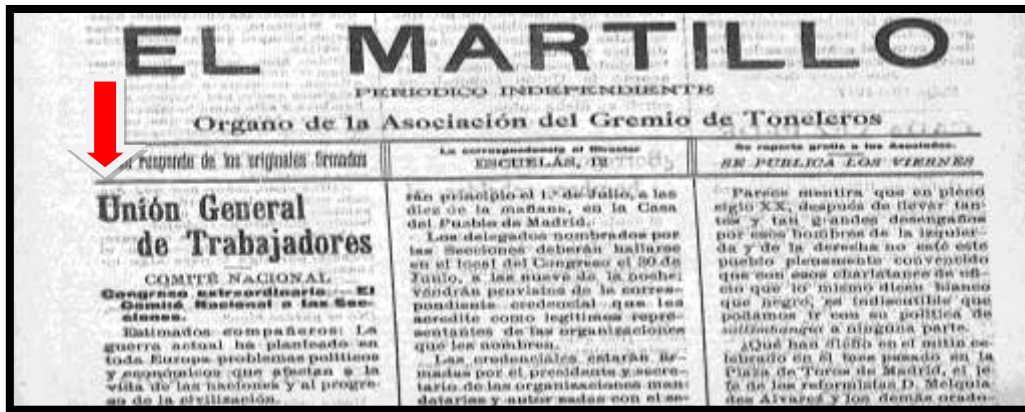 EL MARTILLO
PERIODICO INDEPENDIENTE
Organo de la Asociación del Gremio de Toneleros
responde de los originales firmados
La correspondencia al Director
ESCUELAS, 12
Se reparte gratis a los Asociados.
SE PUBLICA LOS VIERNES
Unión General
de Trabajadores
COMITÉ NACIONAL
Congreso extraordinario.—El
Comité Nacional a las Sec-
ciones.
Estimados compañeros: La
guerra actual ha planteado en
toda Europa problemas políticos
y económicos que afectan a la
vida de las naciones y al progre-
so de la civilización.
rán principio el 1.º de Julio, a las
diez de la mañana, en la Casa
del Pueblo de Madrid.
Los delegados nombrados por
las Secciones deberán hallarse
en el local del Congreso el 30 de
Junio, a las nueve de la noche;
vendrán provistos de la corres-
pondiente credencial que les
acredite como legítimos repre-
sentantes de las organizaciones
que les nombren.
Las credenciales estarán fir-
madas por el presidente y secre-
tario de las organizaciones man-
datarias y autorizadas con el se-
Parece mentira que en pleno
siglo XX, después de llevar tan-
tos y tan grandes desengaños
por esos hombres de la izquier-
da y de la derecha no esté este
pueblo plenamente convencido
que con esos charlatanes de ofi-
cio que lo mismo dicen blanco
que negro, es indiscutible que
podamos ir con su política de
a ninguna parte.
¿Qué han dicho en el mitin ce-
lebrado en el mes pasado en la
Plaza de Toros de Madrid, el je-
fe de los reformistas D. Melquia-
des Alvarez y los demás orado-